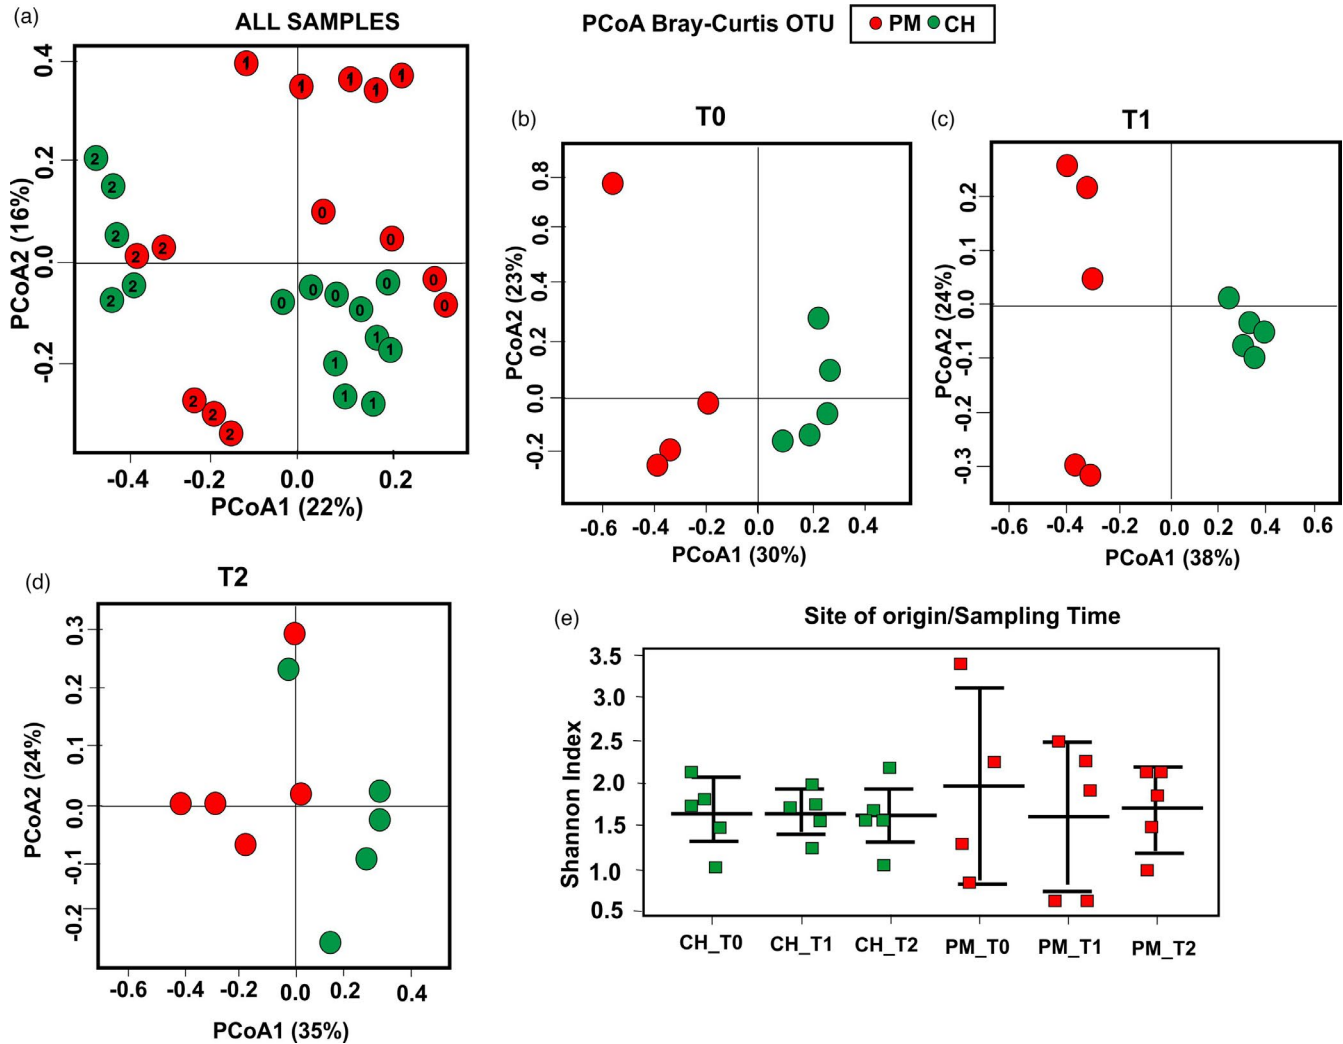 (a)
ALL SAMPLES
PCoA Bray-Curtis OTU
PM
CH
0.4
0.2
0.0
-0.2
PCoA2 (16%)
1
1
1
1
1
2
2
2
2
2
2
2
0
0
0
0
0
0
0
0
0
1
1
1
1
1
2
2
2
-0.4
-0.2
0.0
0.2
PCoA1 (22%)
(b)
T0
0.8
0.6
0.4
0.2
0.0
-0.2
PCoA2 (23%)
-0.6
-0.4
-0.2
0.0
0.2
0.4
PCoA1 (30%)
(c)
T1
0.2
0.1
0.0
-0.1
-0.2
-0.3
PCoA2 (24%)
-0.6
-0.4
-0.2
0.0
0.2
0.4
0.6
PCoA1 (38%)
(d)
T2
0.3
0.2
0.1
0.0
-0.1
-0.2
PCoA2 (24%)
-0.6
-0.4
-0.2
0.0
0.2
0.4
PCoA1 (35%)
(e)
Site of origin/Sampling Time
3.5
3.0
2.5
2.0
1.5
1.0
0.5
Shannon Index
CH_T0
CH_T1
CH_T2
PM_T0
PM_T1
PM_T2